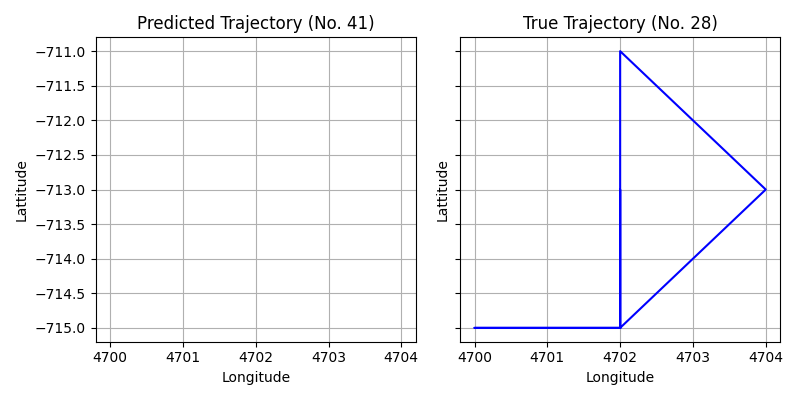 Predicted Trajectory (No. 41)
True Trajectory (No. 28)
Lattitude
−711.0
−711.5
−712.0
−712.5
−713.0
−713.5
−714.0
−714.5
−715.0
4700 4701 4702 4703 4704
Longitude
Lattitude
4700 4701 4702 4703 4704
Longitude